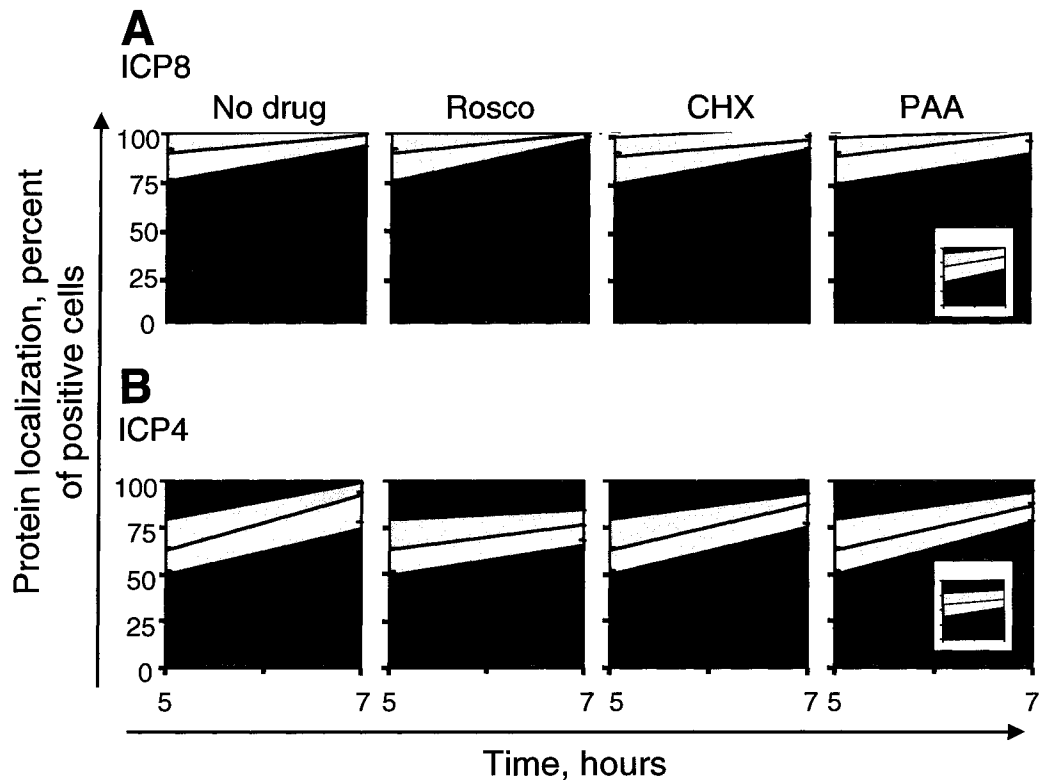 A
ICP8
No drug
Rosco
CHX
PAA
100
75
50
25
0
Protein localization, percent
of positive cells
B
ICP4
100
75
50
25
0
5
7
5
7
5
7
5
7
Time, hours